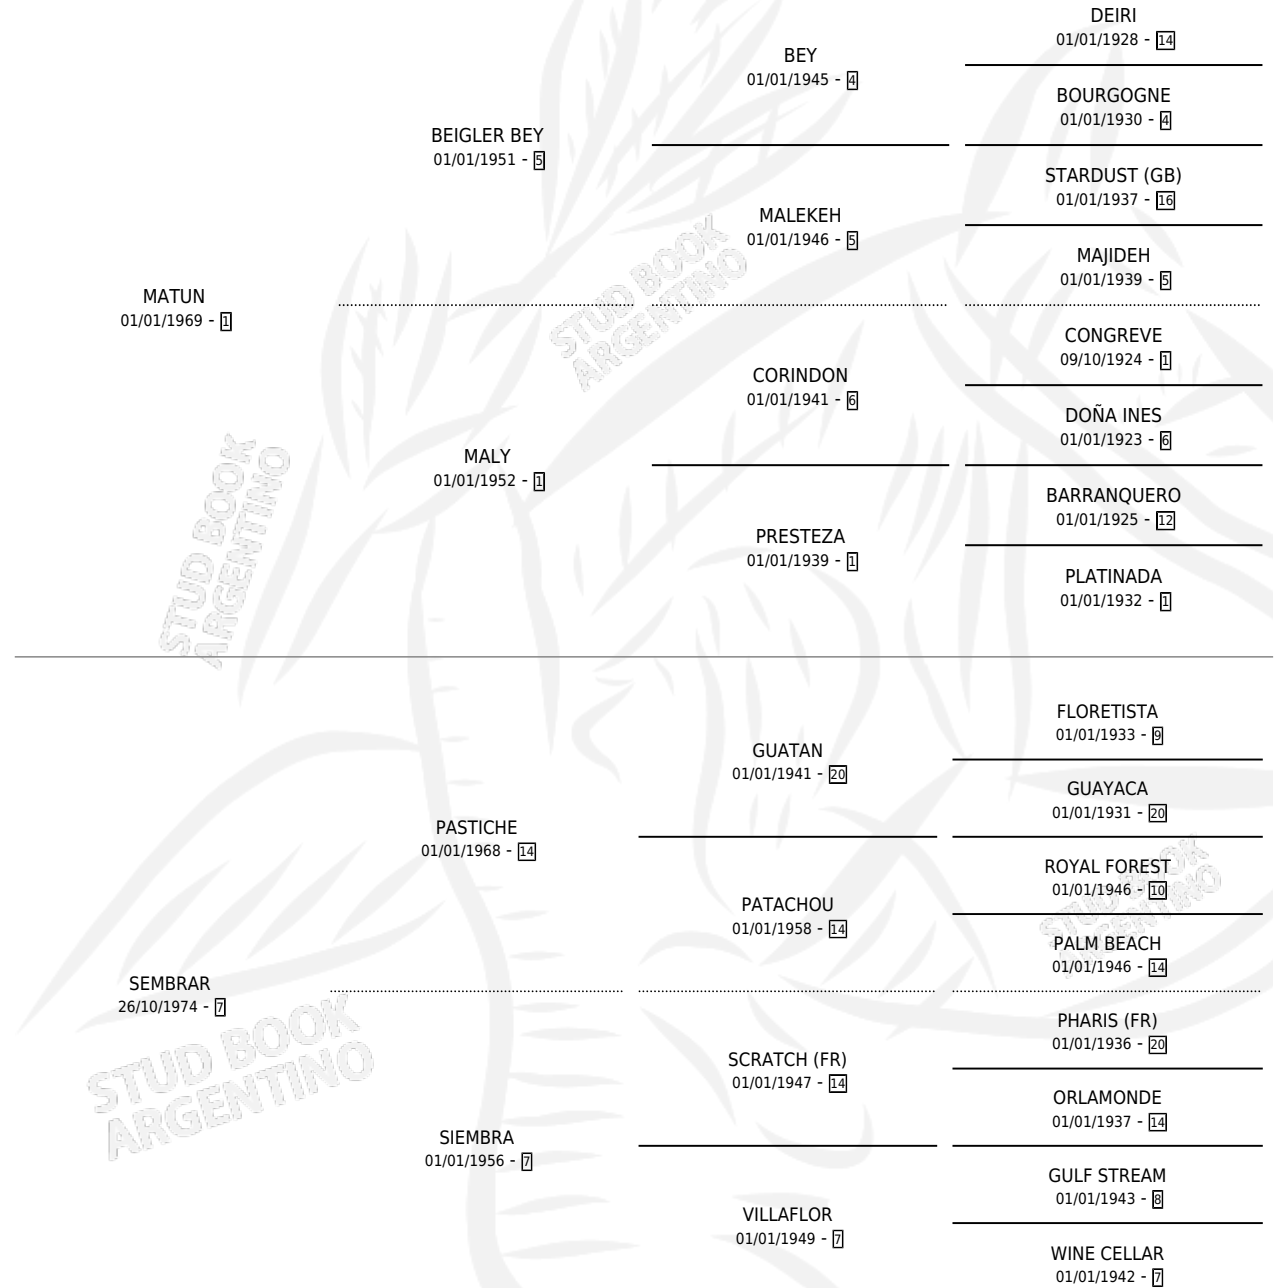 DEIRI
01/01/1928 - 14
BEY
01/01/1945 - 4
BOURGOGNE
01/01/1930 - 4
BEIGLER BEY
01/01/1951 - 5
STARDUST (GB)
01/01/1937 - 16
MALEKEH
01/01/1946 - 5
MAJIDEH
01/01/1939 - 5
MATUN
01/01/1969 - 1
CONGREVE
09/10/1924 - 1
CORINDON
01/01/1941 - 6
DOÑA INES
01/01/1923 - 6
MALY
01/01/1952 - 1
BARRANQUERO
01/01/1925 - 12
PRESTEZA
01/01/1939 - 1
PLATINADA
01/01/1932 - 1
FLORETISTA
01/01/1933 - 9
GUATAN
01/01/1941 - 20
GUAYACA
01/01/1931 - 20
PASTICHE
01/01/1968 - 14
ROYAL FOREST
01/01/1946 - 10
PATACHOU
01/01/1958 - 14
PALM BEACH
01/01/1946 - 14
SEMBRAR
26/10/1974 - 7
PHARIS (FR)
01/01/1936 - 20
SCRATCH (FR)
01/01/1947 - 14
ORLAMONDE
01/01/1937 - 14
SIEMBRA
01/01/1956 - 7
GULF STREAM
01/01/1943 - 8
VILLAFLOR
01/01/1949 - 7
WINE CELLAR
01/01/1942 - 7
STUD BOOK
ARGENTINO
STUD BOOK
ARGENTINO
STUD BOOK
ARGENTINO
STUD BOOK
ARGENTINO